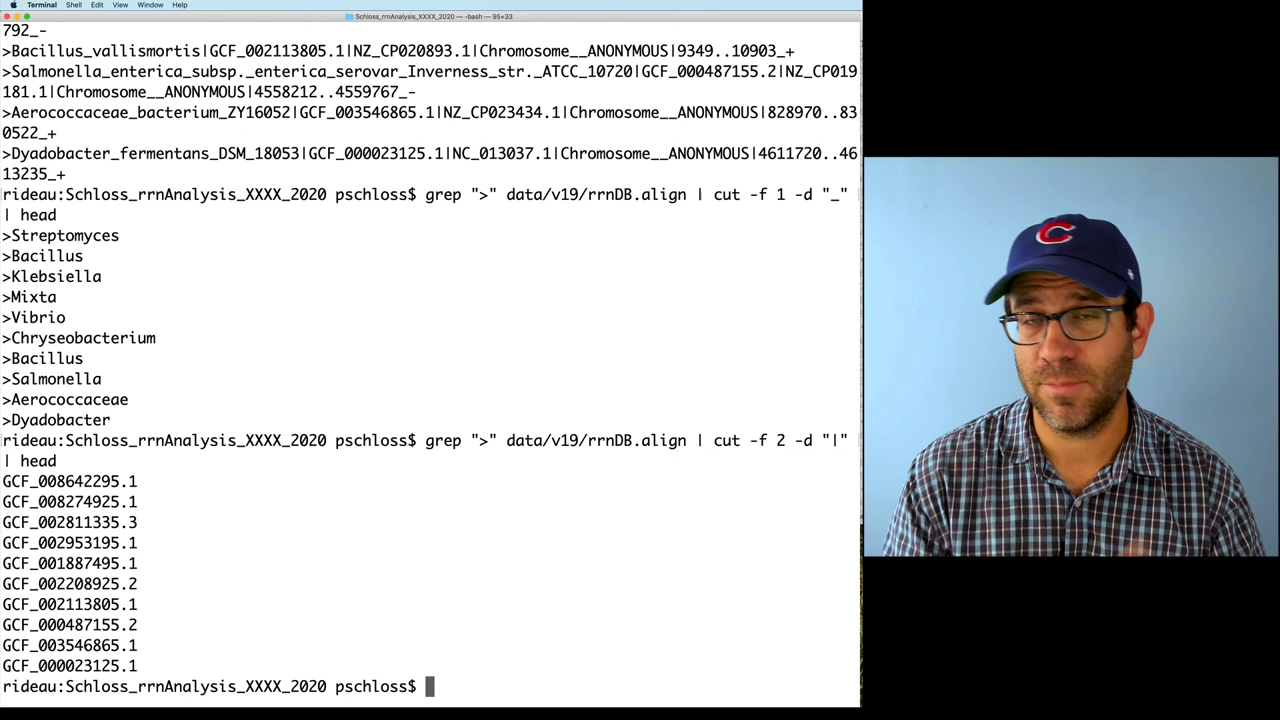 Terminal Shell Edit View Window Help
Schloss_rrnAnalysis_XXXX_2020 — -bash — 95×33
792_-
>Bacillus_vallismortis|GCF_002113805.1|NZ_CP020893.1|Chromosome__ANONYMOUS|9349..10903_+
>Salmonella_enterica_subsp._enterica_serovar_Inverness_str._ATCC_10720|GCF_000487155.2|NZ_CP019
181.1|Chromosome__ANONYMOUS|4558212..4559767_-
>Aerococcaceae_bacterium_ZY16052|GCF_003546865.1|NZ_CP023434.1|Chromosome__ANONYMOUS|828970..83
0522_+
>Dyadobacter_fermentans_DSM_18053|GCF_000023125.1|NC_013037.1|Chromosome__ANONYMOUS|4611720..46
13235_+
rideau:Schloss_rrnAnalysis_XXXX_2020 pschloss$ grep ">" data/v19/rrnDB.align | cut -f 1 -d "_"
| head
>Streptomyces
>Bacillus
>Klebsiella
>Mixta
>Vibrio
>Chryseobacterium
>Bacillus
>Salmonella
>Aerococcaceae
>Dyadobacter
rideau:Schloss_rrnAnalysis_XXXX_2020 pschloss$ grep ">" data/v19/rrnDB.align | cut -f 2 -d "|"
| head
GCF_008642295.1
GCF_008274925.1
GCF_002811335.3
GCF_002953195.1
GCF_001887495.1
GCF_002208925.2
GCF_002113805.1
GCF_000487155.2
GCF_003546865.1
GCF_000023125.1
rideau:Schloss_rrnAnalysis_XXXX_2020 pschloss$
C